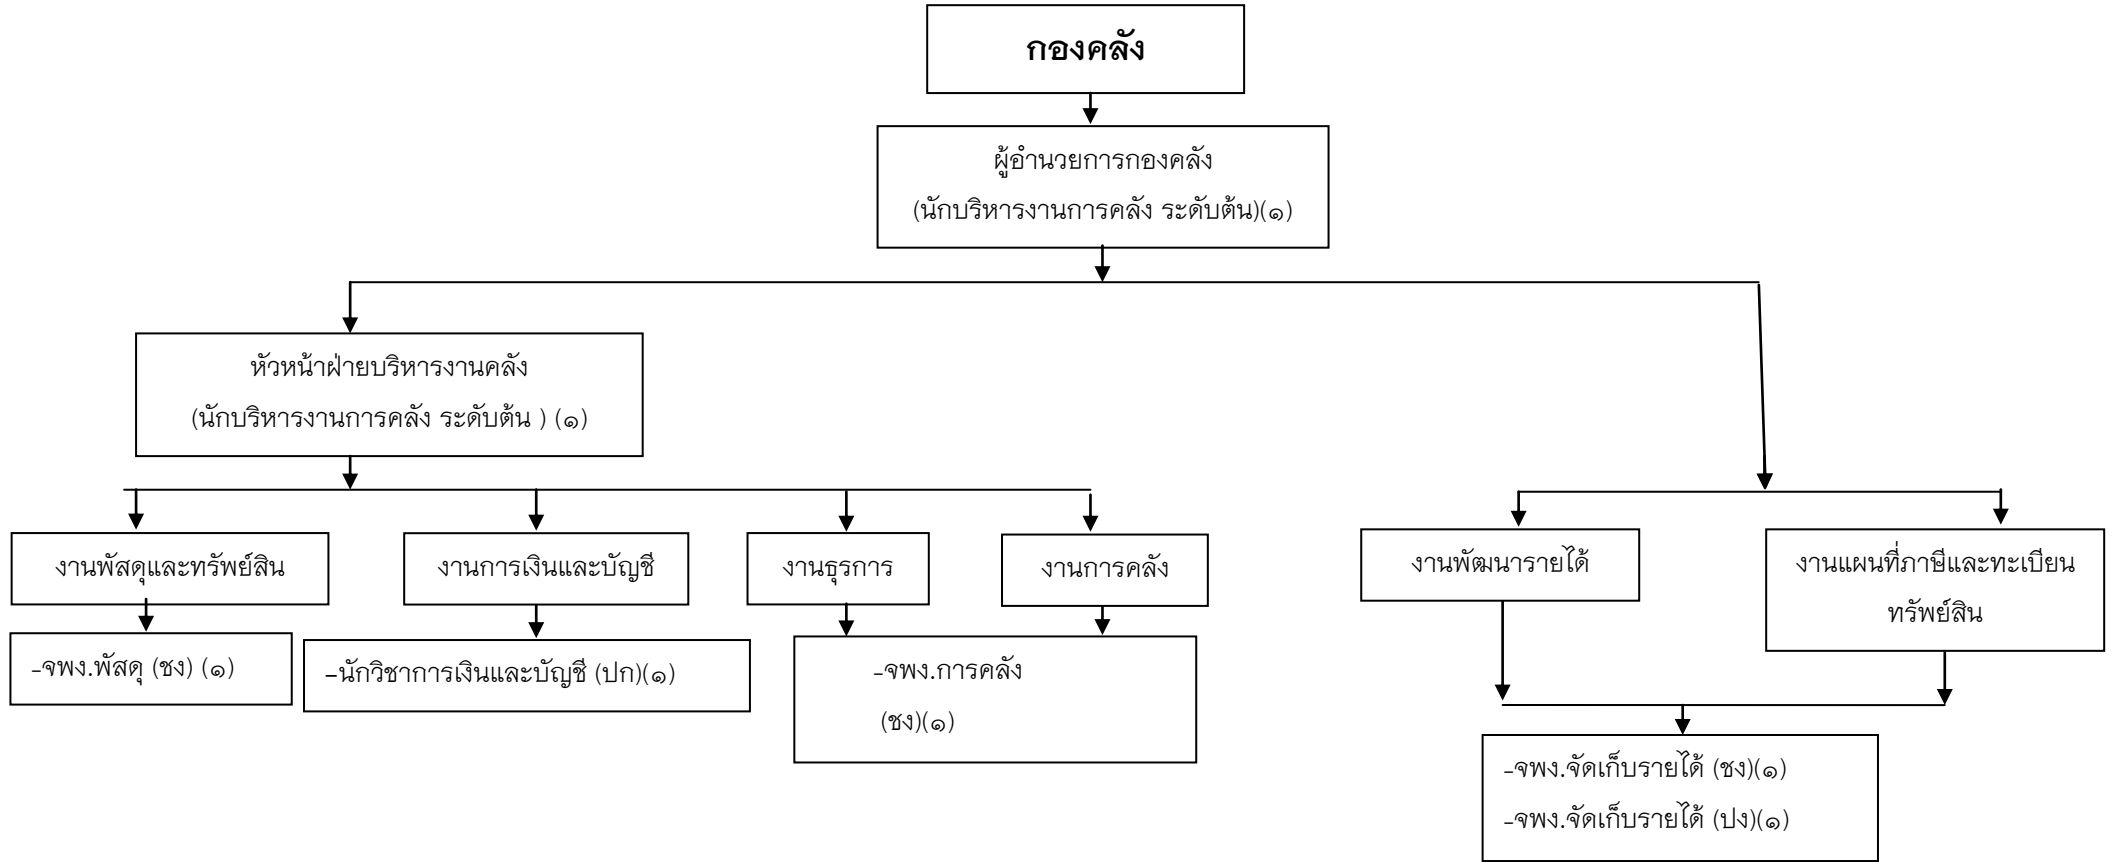 กองคลัง
ผู้อำนวยการกองคลัง
(นักบริหารงานการคลัง ระดับต้น)(๑)
หัวหน้าฝ่ายบริหารงานคลัง
(นักบริหารงานการคลัง ระดับต้น ) (๑)
งานพัสดุและทรัพย์สิน
งานการเงินและบัญชี
งานธุรการ
งานการคลัง
งานพัฒนารายได้
งานแผนที่ภาษีและทะเบียน
ทรัพย์สิน
-จพง.พัสดุ (ชง) (๑)
-นักวิชาการเงินและบัญชี (ปก)(๑)
-จพง.การคลัง
(ชง)(๑)
-จพง.จัดเก็บรายได้ (ชง)(๑)
-จพง.จัดเก็บรายได้ (ปง)(๑)